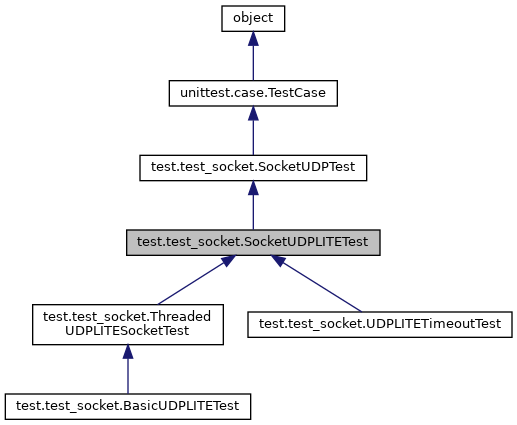 object
unittest.case.TestCase
test.test_socket.SocketUDPTest
test.test_socket.SocketUDPLITETest
test.test_socket.Threaded
UDPLITESocketTest
test.test_socket.UDPLITETimeoutTest
test.test_socket.BasicUDPLITETest